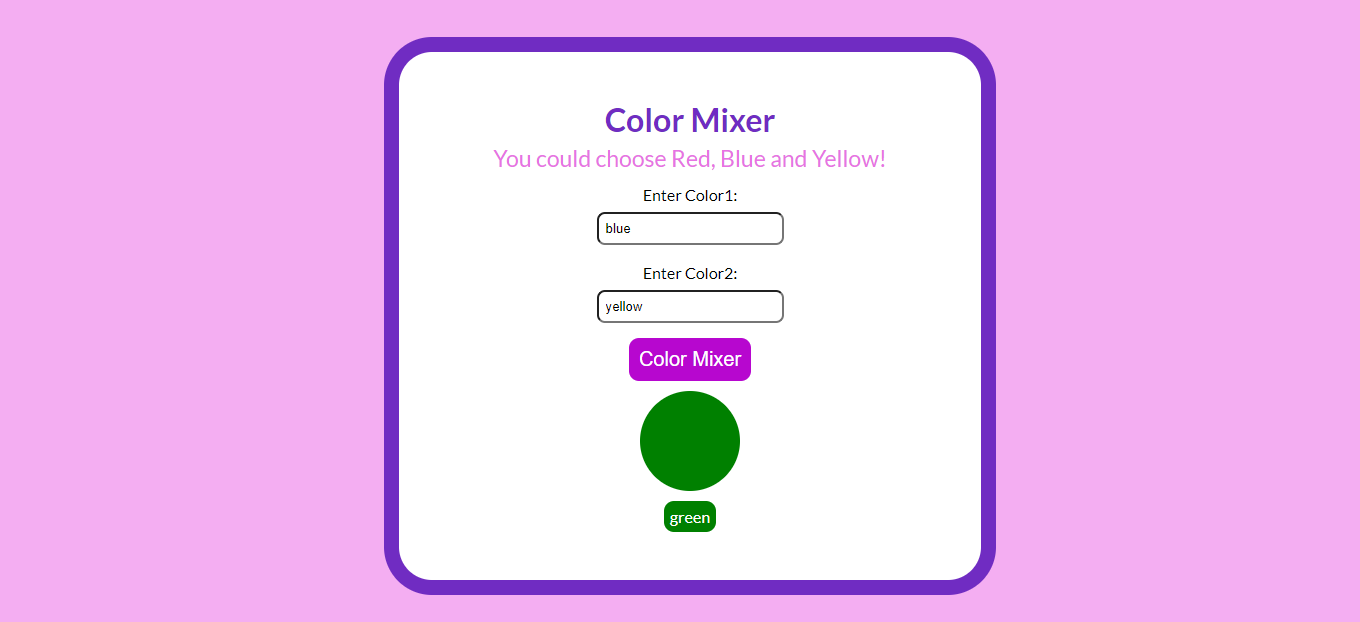 Color Mixer
You could choose Red, Blue and Yellow!
Enter Color1:
blue
Enter Color2:
yellow
Color Mixer
green